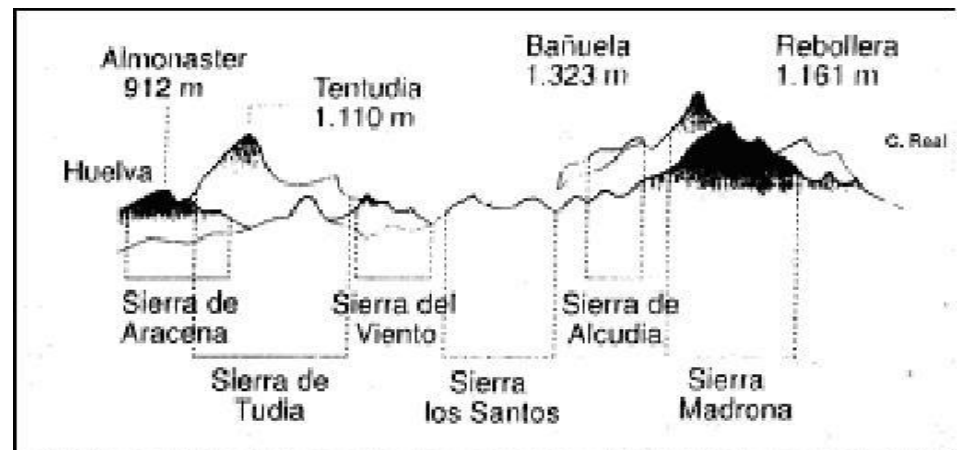 Almonaster
912 m
Tentudia
1.110 m
Bañuela
1.323 m
Rebollera
1.161 m
Huelva
C. Real
Sierra de
Aracena
Sierra del
Viento
Sierra de
Alcudia
Sierra de
Tudia
Sierra
los Santos
Sierra
Madrona